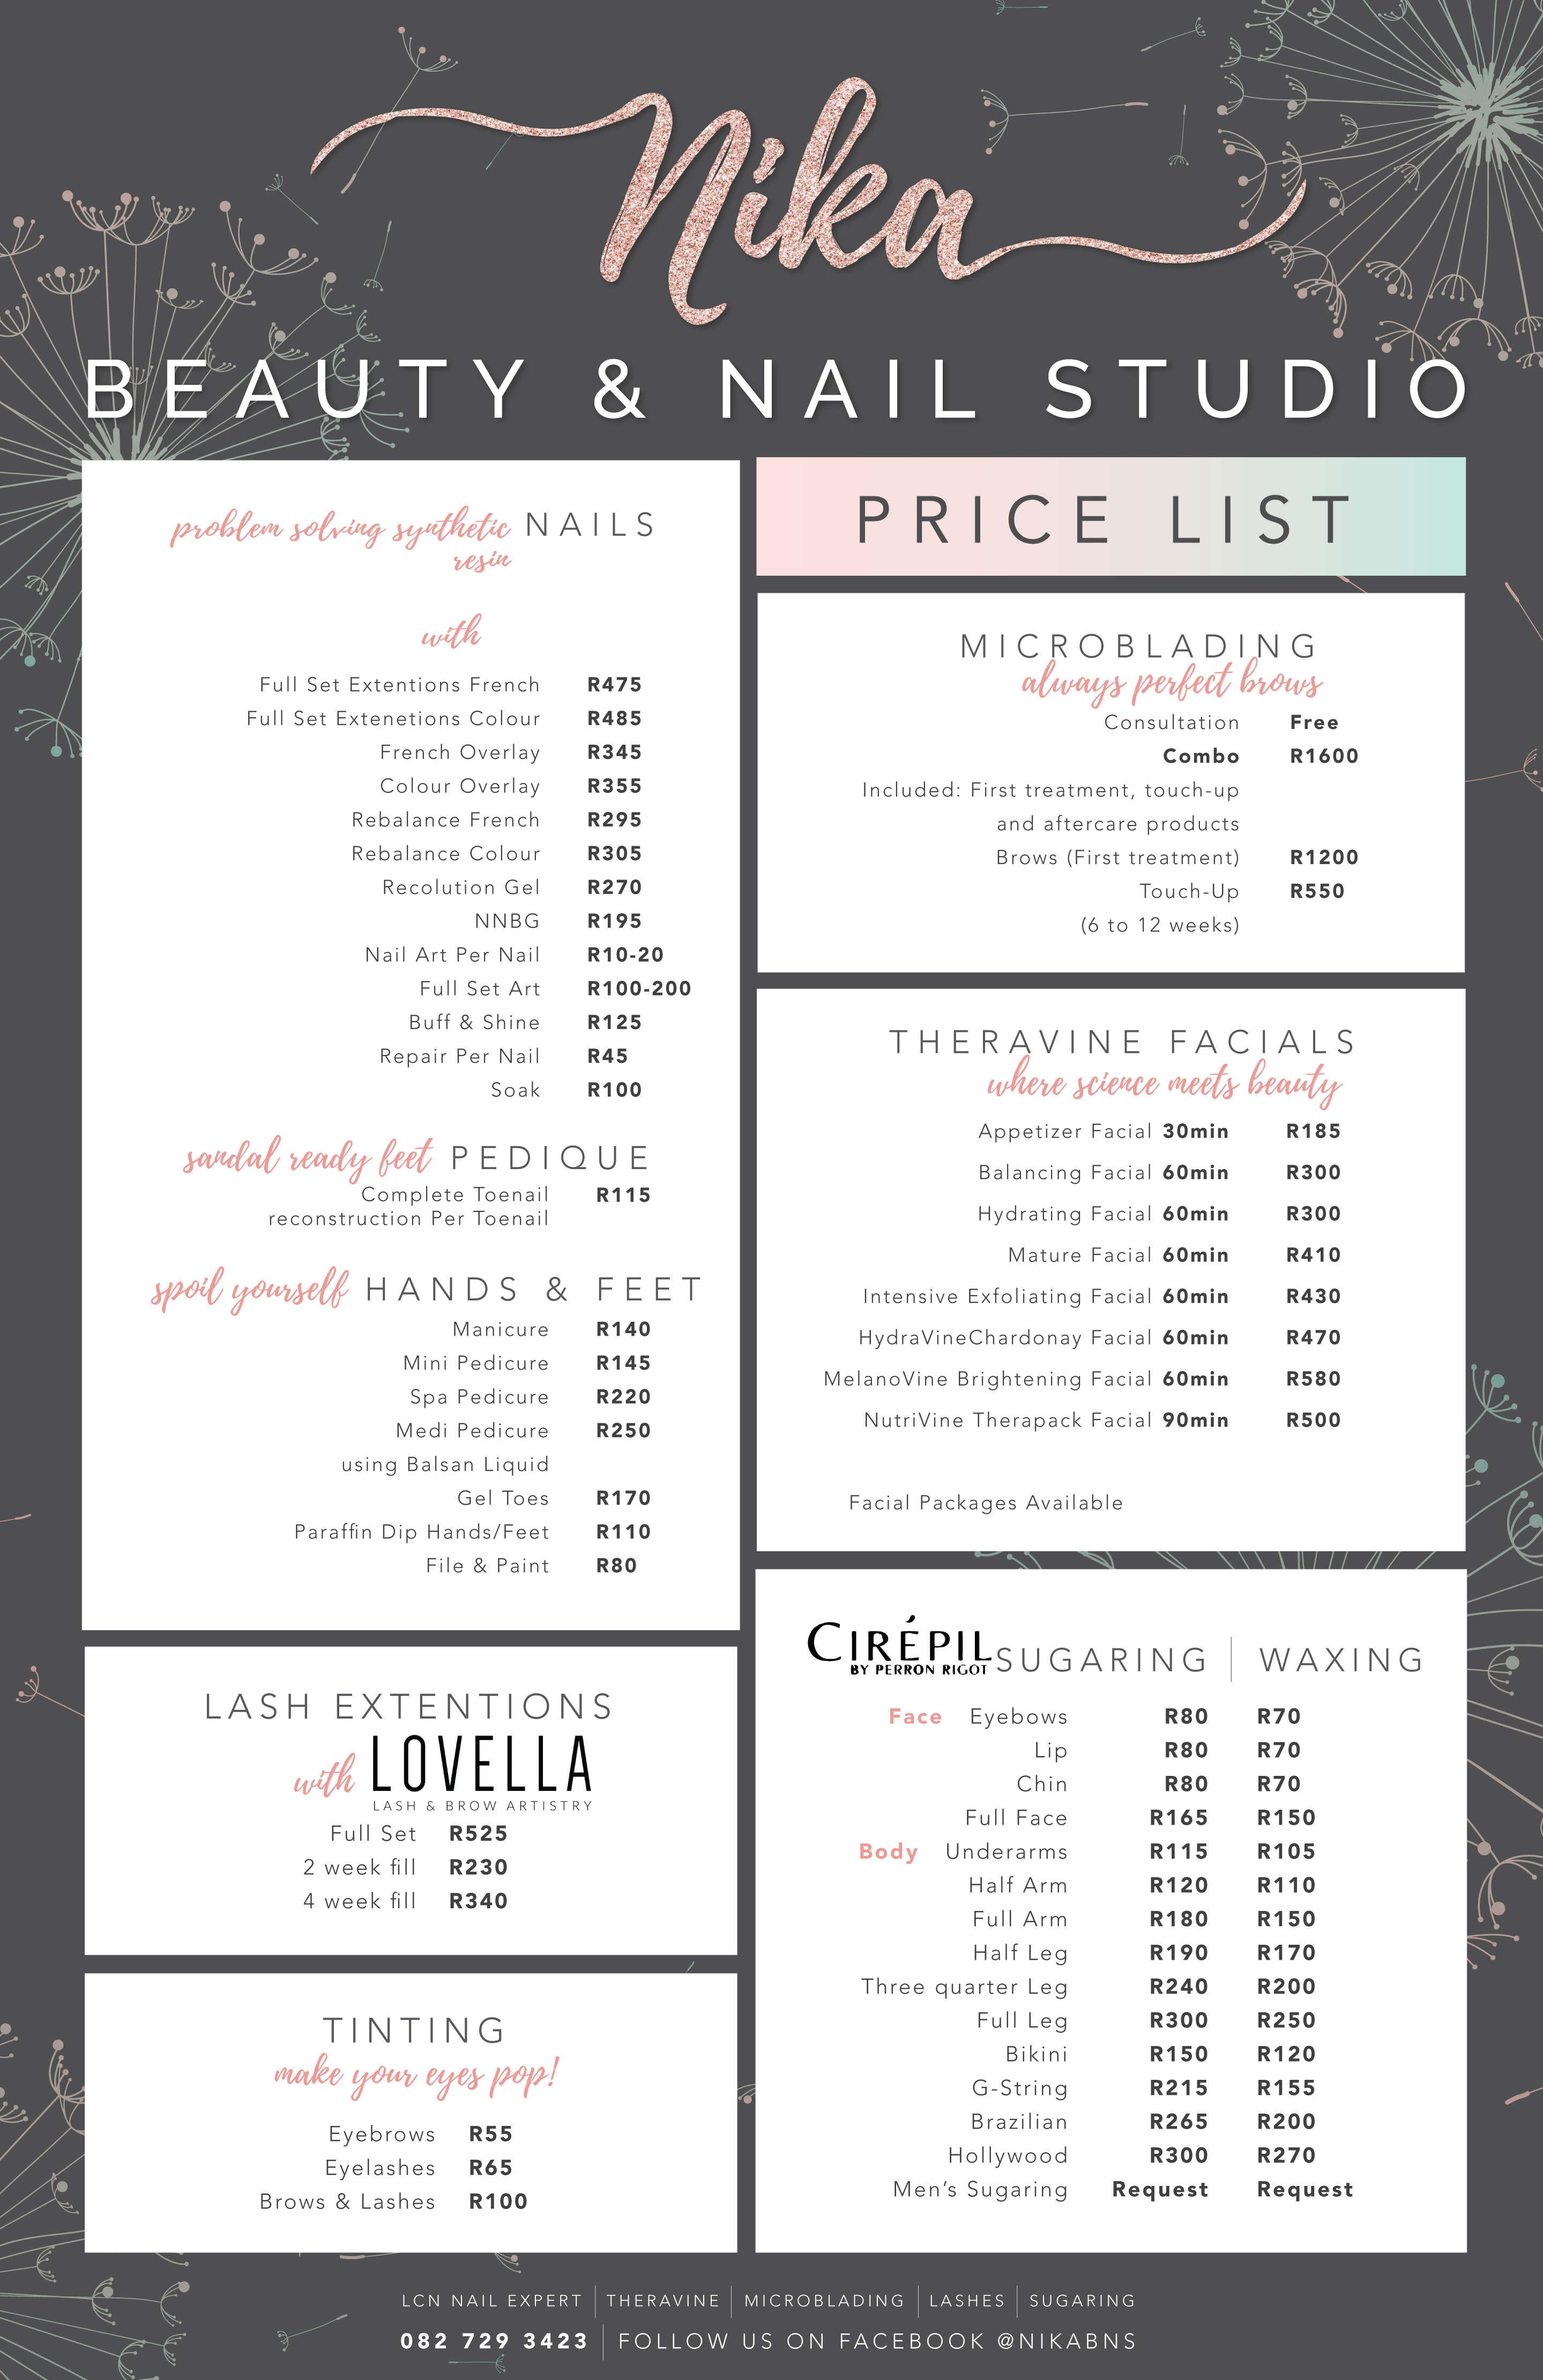 Nika
BEAUTY & NAIL STUDIO
problem solving synthetic NAILS
resin
with
Full Set Extentions French R475
Full Set Extenetions Colour R485
French Overlay R345
Colour Overlay R355
Rebalance French R295
Rebalance Colour R305
Recolution Gel R270
NNBG R195
Nail Art Per Nail R10-20
Full Set Art R100-200
Buff & Shine R125
Repair Per Nail R45
Soak R100
sandal ready feet PEDIQUE
Complete Toenail R115
reconstruction Per Toenail
spoil yourself HANDS & FEET
Manicure R140
Mini Pedicure R145
Spa Pedicure R220
Medi Pedicure R250
using Balsan Liquid
Gel Toes R170
Paraffin Dip Hands/Feet R110
File & Paint R80
LASH EXTENTIONS
with LOVELLA
LASH & BROW ARTISTRY
Full Set R525
2 week fill R230
4 week fill R340
TINTING
make your eyes pop!
Eyebrows R55
Eyelashes R65
Brows & Lashes R100
PRICE LIST
MICROBLADING
always perfect brows
Consultation Free
Combo R1600
Included: First treatment, touch-up
and aftercare products
Brows (First treatment) R1200
Touch-Up R550
(6 to 12 weeks)
THERAVINE FACIALS
where science meets beauty
Appetizer Facial 30min R185
Balancing Facial 60min R300
Hydrating Facial 60min R300
Mature Facial 60min R410
Intensive Exfoliating Facial 60min R430
HydraVineChardonay Facial 60min R470
MelanoVine Brightening Facial 60min R580
NutriVine Therapack Facial 90min R500
Facial Packages Available
CIRÉPIL SUGARING | WAXING
BY PERRON RIGOT
Face Eyebows R80 R70
Lip R80 R70
Chin R80 R70
Full Face R165 R150
Body Underarms R115 R105
Half Arm R120 R110
Full Arm R180 R150
Half Leg R190 R170
Three quarter Leg R240 R200
Full Leg R300 R250
Bikini R150 R120
G-String R215 R155
Brazilian R265 R200
Hollywood R300 R270
Men's Sugaring Request Request
LCN NAIL EXPERT | THERAVINE | MICROBLADING | LASHES | SUGARING
082 729 3423 | FOLLOW US ON FACEBOOK @NIKABNS